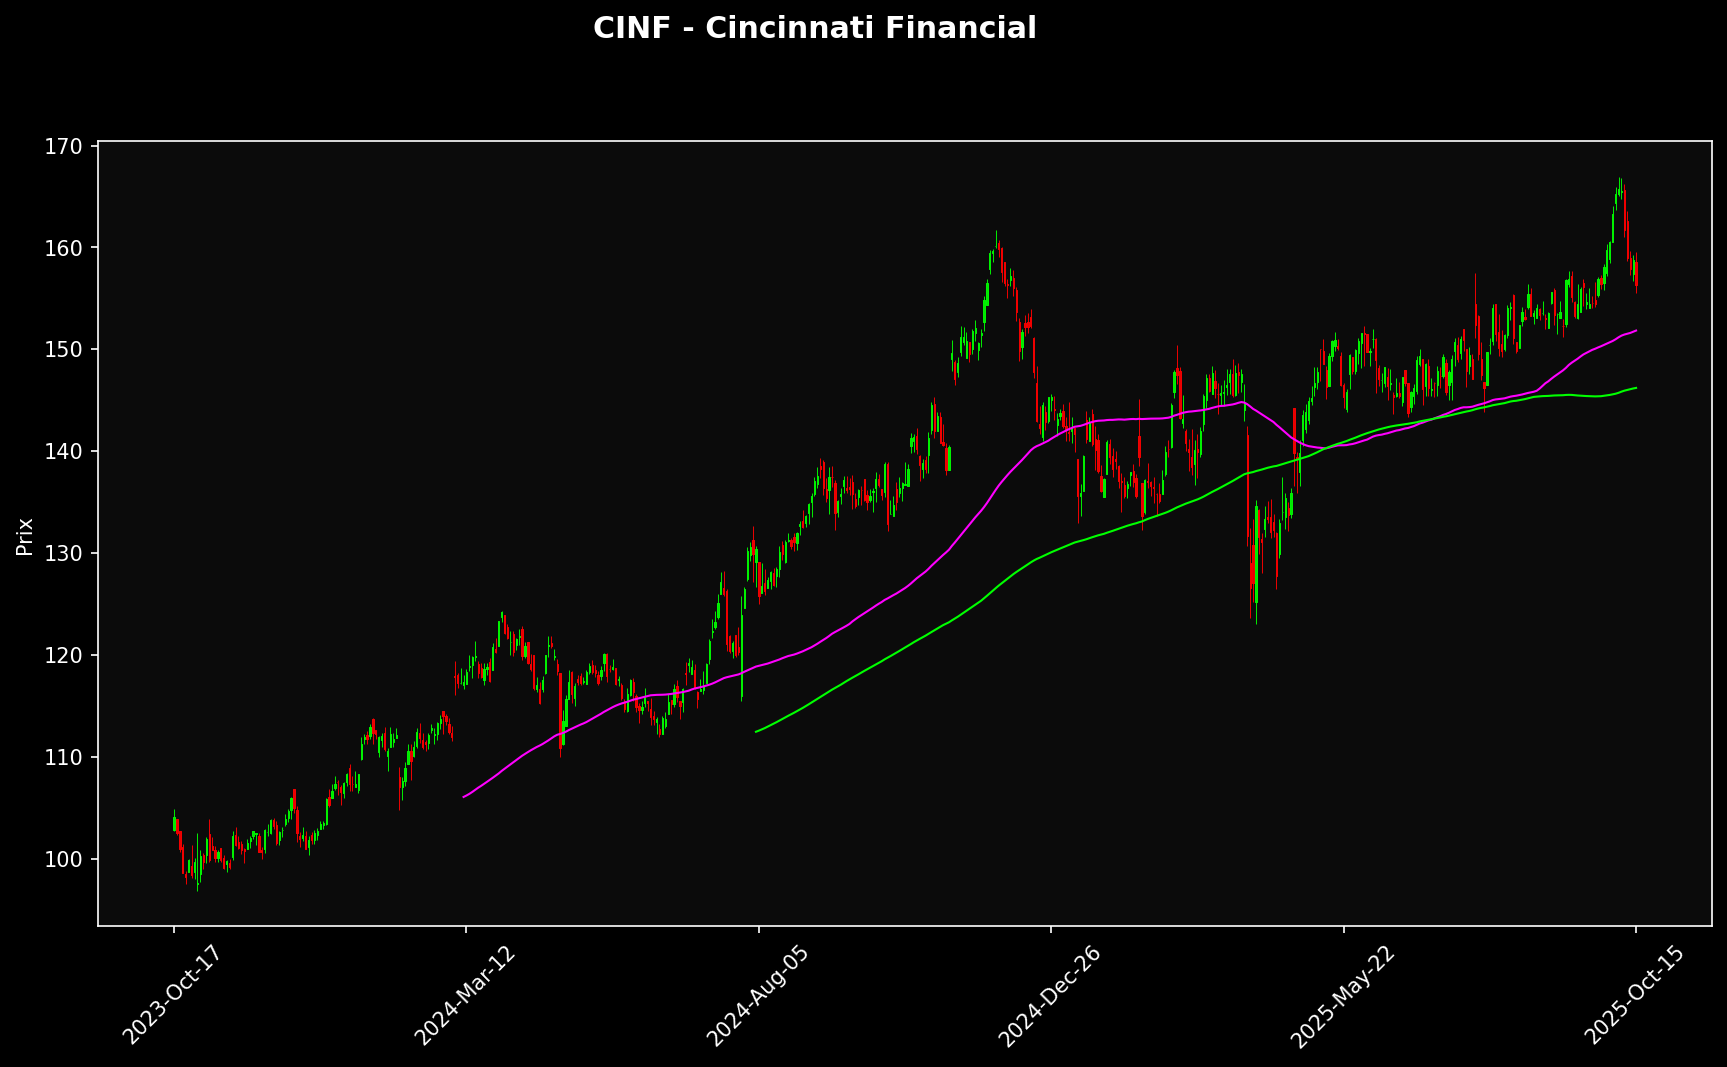 CINF - Cincinnati Financial
Prix
170
160
150
140
130
120
110
100
2023-Oct-17
2024-Mar-12
2024-Aug-05
2024-Dec-26
2025-May-22
2025-Oct-15